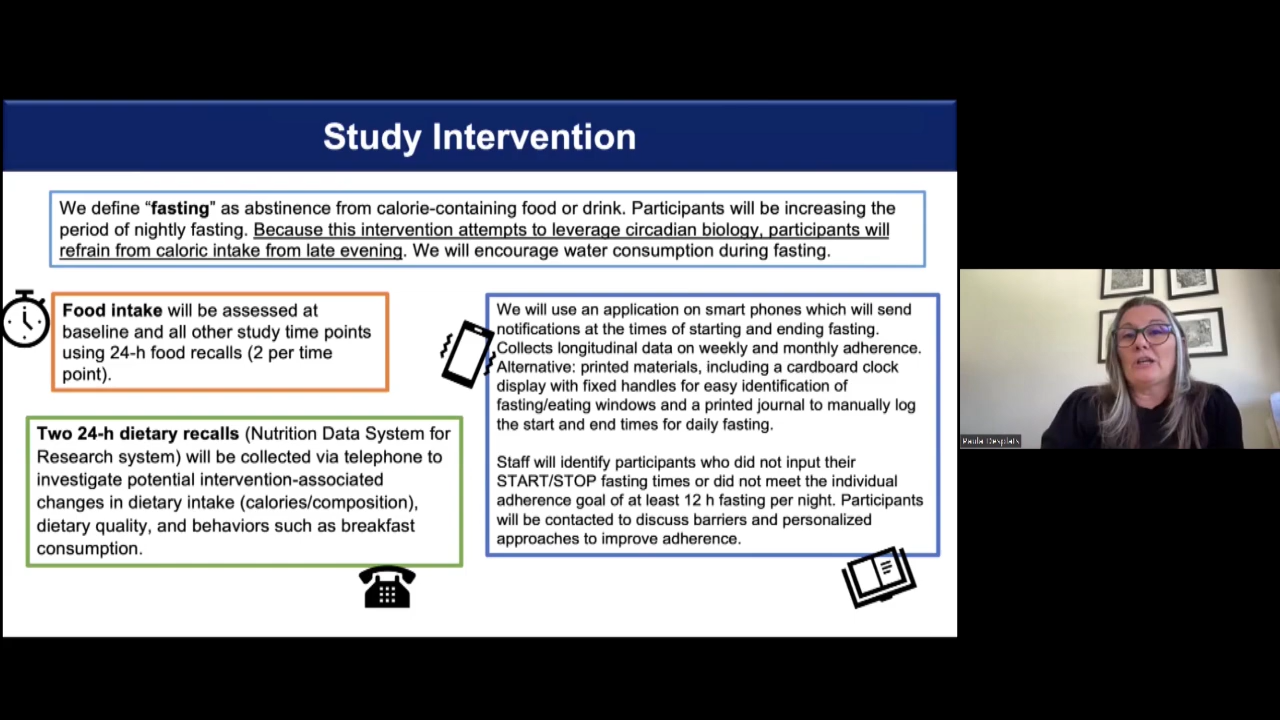 Study Intervention
We define “fasting” as abstinence from calorie-containing food or drink. Participants will be increasing the
period of nightly fasting. Because this intervention attempts to leverage circadian biology, participants will
refrain from caloric intake from late evening. We will encourage water consumption during fasting.
Food intake will be assessed at
baseline and all other study time points
using 24-h food recalls (2 per time
point).
Two 24-h dietary recalls (Nutrition Data System for
Research system) will be collected via telephone to
investigate potential intervention-associated
changes in dietary intake (calories/composition),
dietary quality, and behaviors such as breakfast
consumption.
We will use an application on smart phones which will send
notifications at the times of starting and ending fasting.
Collects longitudinal data on weekly and monthly adherence.
Alternative: printed materials, including a cardboard clock
display with fixed handles for easy identification of
fasting/eating windows and a printed journal to manually log
the start and end times for daily fasting.
Staff will identify participants who did not input their
START/STOP fasting times or did not meet the individual
adherence goal of at least 12 h fasting per night. Participants
will be contacted to discuss barriers and personalized
approaches to improve adherence.
Paula Desplats